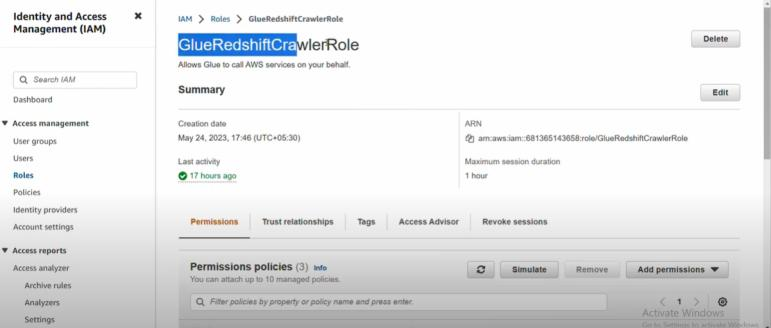 Identity and Access
Management (IAM)
Search IAM
Dashboard
Access management
User groups
Users
Roles
Policies
Identity providers
Account settings
Access reports
Access analyzer
Archive rules
Analyzers
Settings
IAM > Roles > GlueRedshiftCrawlerRole
GlueRedshiftCrawlerRole
Delete
Allows Glue to call AWS services on your behalf.
Summary
Edit
Creation date
May 24, 2023, 17:46 (UTC+05:30)
ARN
arn:aws:iam::681365143658:role/GlueRedshiftCrawlerRole
Last activity
17 hours ago
Maximum session duration
1 hour
Permissions
Trust relationships
Tags
Access Advisor
Revoke sessions
Permissions policies (3) Info
You can attach up to 10 managed policies.
Simulate
Remove
Add permissions
Filter policies by property or policy name and press enter.
1
Activate Windows
Go to Settings to activate Windows.